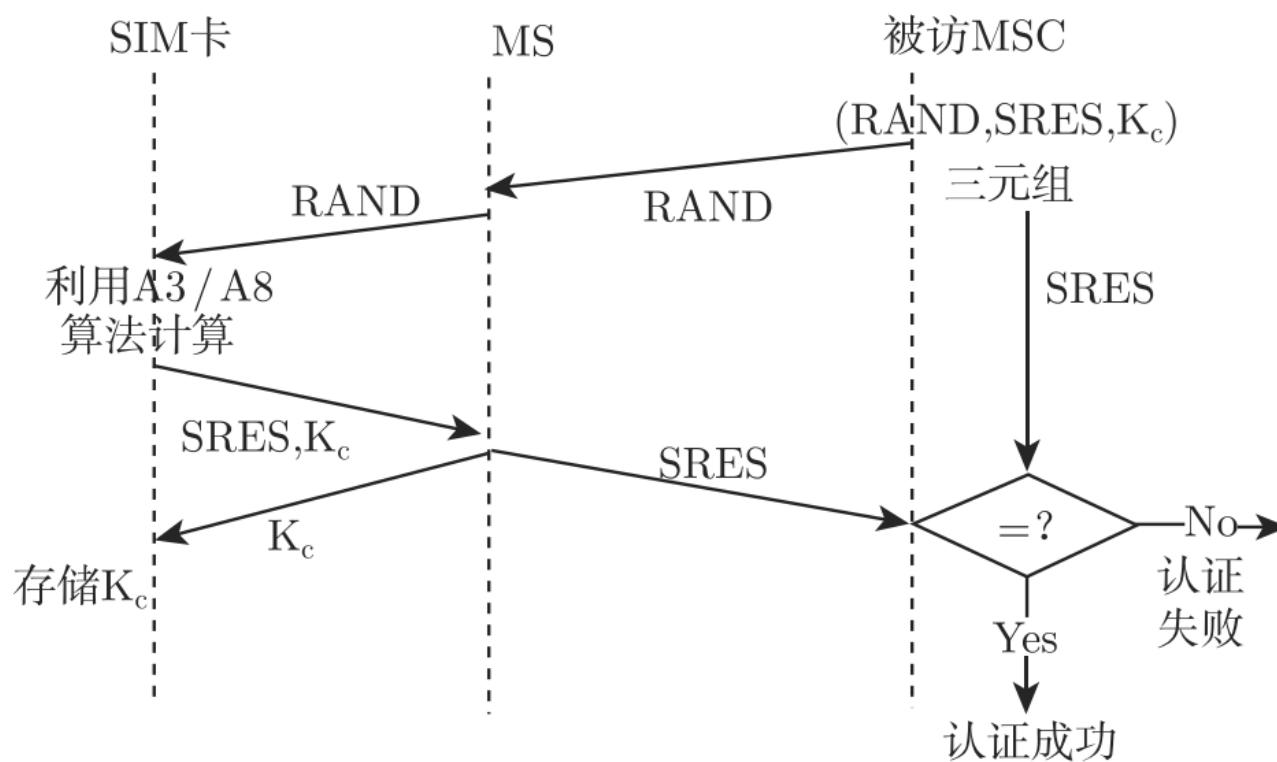 SIM卡
MS
被访MSC
(RAND,SRES,Kc)
三元组
RAND
RAND
利用A3/A8
算法计算
SRES
SRES,Kc
SRES
Kc
存储Kc
=?
No
认证
失败
Yes
认证成功